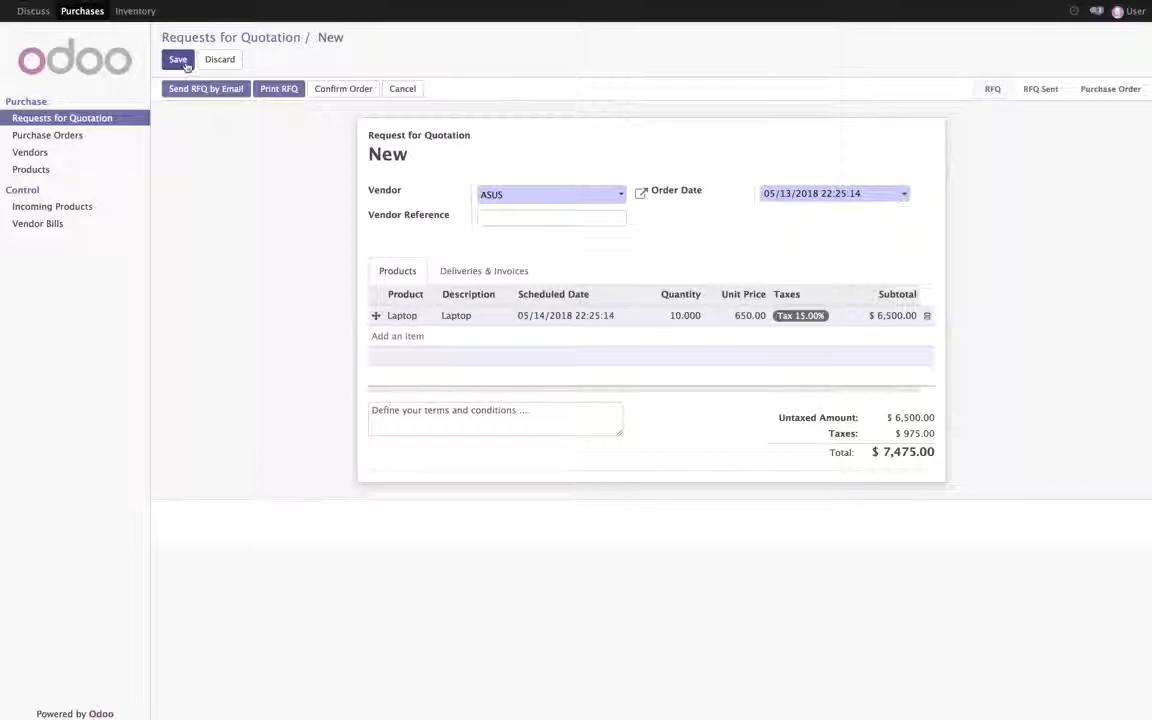 Discuss Purchases Inventory User
odoo
Requests for Quotation / New
Save Discard
Send RFQ by Email Print RFQ Confirm Order Cancel RFQ RFQ Sent Purchase Order
Purchase
Requests for Quotation
Purchase Orders
Vendors
Products
Control
Incoming Products
Vendor Bills
Request for Quotation
New
Vendor ASUS Order Date 05/13/2018 22:25:14
Vendor Reference
Products Deliveries & Invoices
Product Description Scheduled Date Quantity Unit Price Taxes Subtotal
Laptop Laptop 05/14/2018 22:25:14 10.000 650.00 Tax 15.00% $ 6,500.00
Add an item
Define your terms and conditions ....
Untaxed Amount: $ 6,500.00
Taxes: $ 975.00
Total: $ 7,475.00
Powered by Odoo